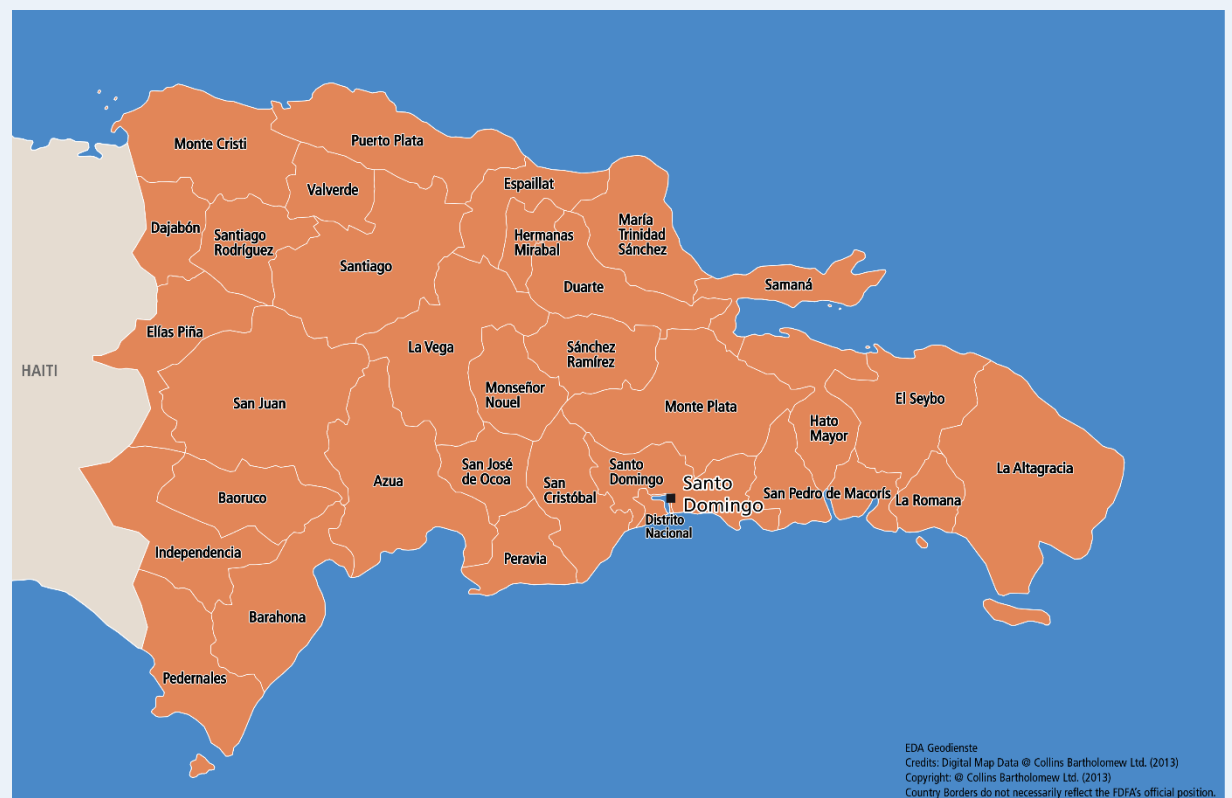 Monte Cristi
Puerto Plata
Valverde
Espaillat
Dajabón
Santiago
Rodríguez
Santiago
Hermanas
Mirabal
María
Trinidad
Sánchez
Duarte
Samaná
Elías Piña
La Vega
Sánchez
Ramírez
HAITI
San Juan
Monseñor
Nouel
Monte Plata
El Seybo
Hato
Mayor
La Altagracia
Baoruco
Azua
San José
de Ocoa
San
Cristóbal
Santo
Domingo
Santo
Domingo
Distrito
Nacional
San Pedro de Macorís
La Romana
Independencia
Peravia
Barahona
Pedernales
EDA Geodienste
Credits: Digital Map Data @ Collins Bartholomew Ltd. (2013)
Copyright: @ Collins Bartholomew Ltd. (2013)
Country Borders do not necessarily reflect the FDFA's official position.